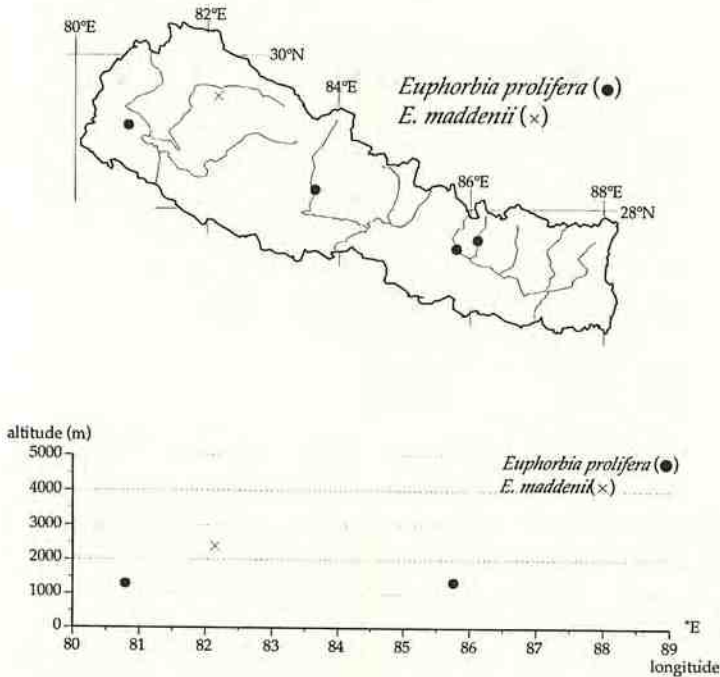 80°E
82°E
30°N
84°E
Euphorbia prolifera (●)
E. maddenii (×)
86°E
88°E
28°N
altitude (m)
5000
4000
3000
2000
1000
0
Euphorbia prolifera (●)
E. maddenii (×)
80 81 82 83 84 85 86 87 88 89
°E
longitude